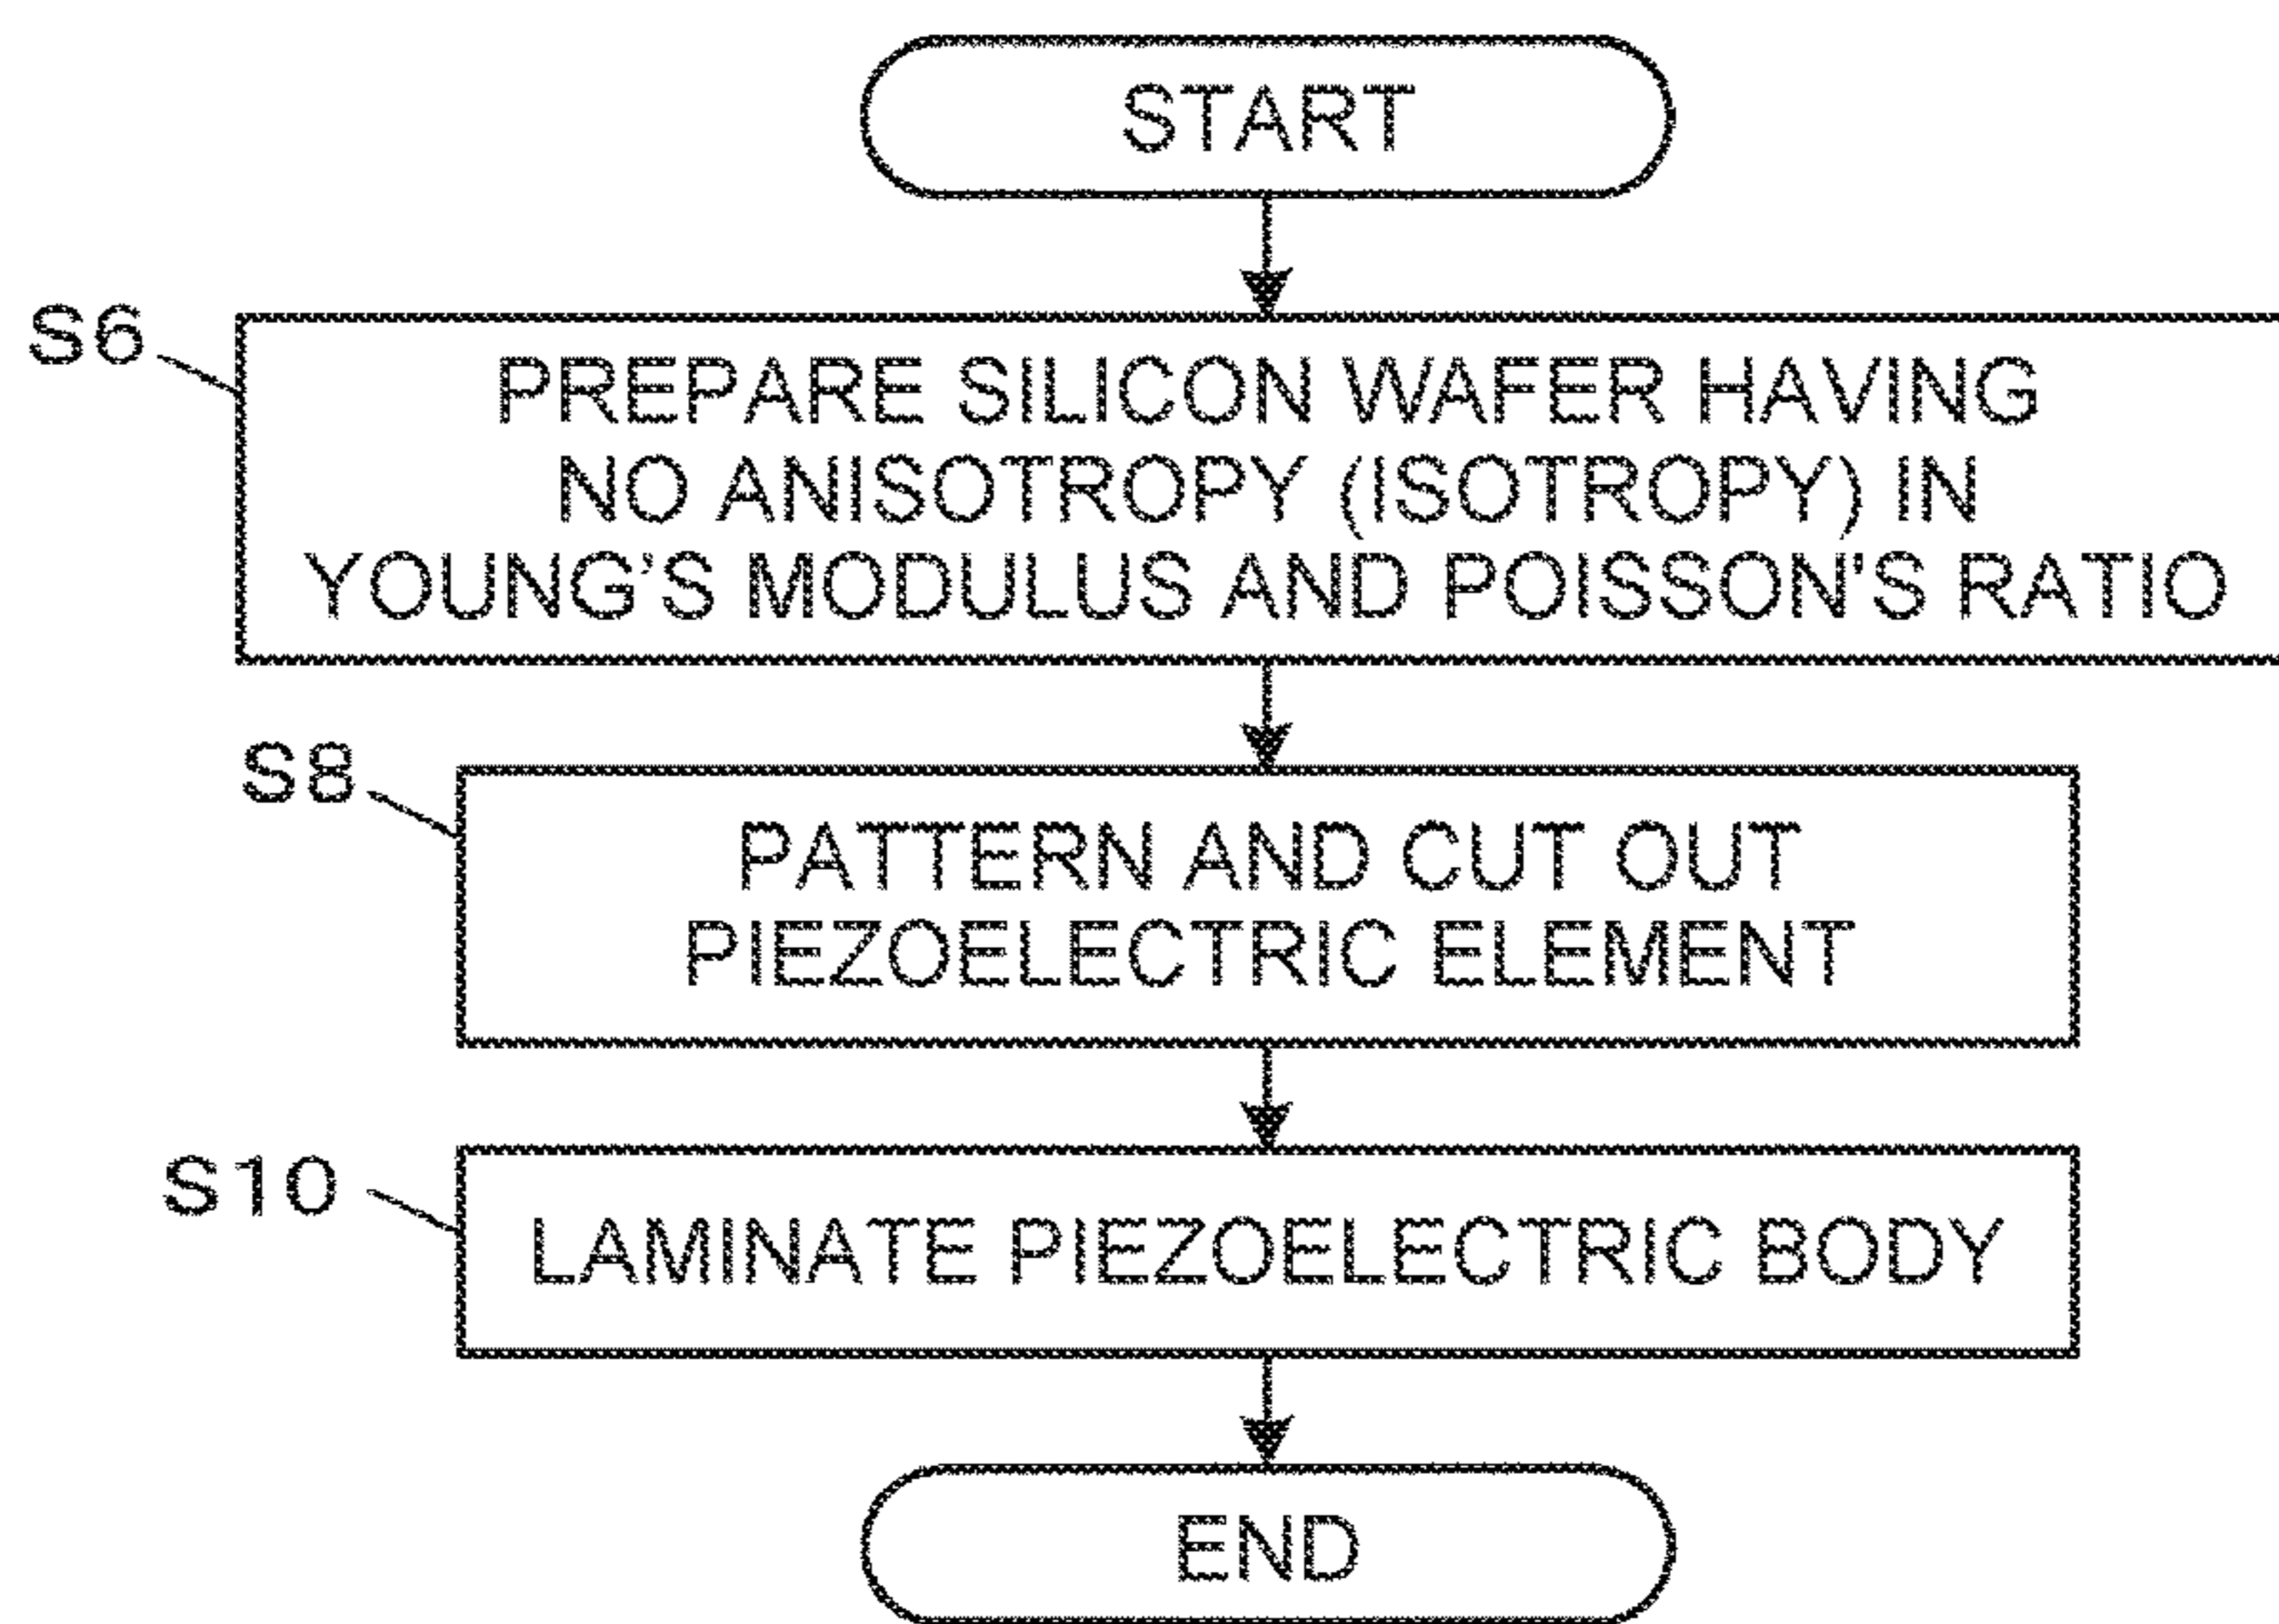 START
S6
PREPARE SILICON WAFER HAVING
NO ANISOTROPY (ISOTROPY) IN
YOUNG’S MODULUS AND POISSON'S RATIO
S8
PATTERN AND CUT OUT
PIEZOELECTRIC ELEMENT
S10
LAMINATE PIEZOELECTRIC BODY
END